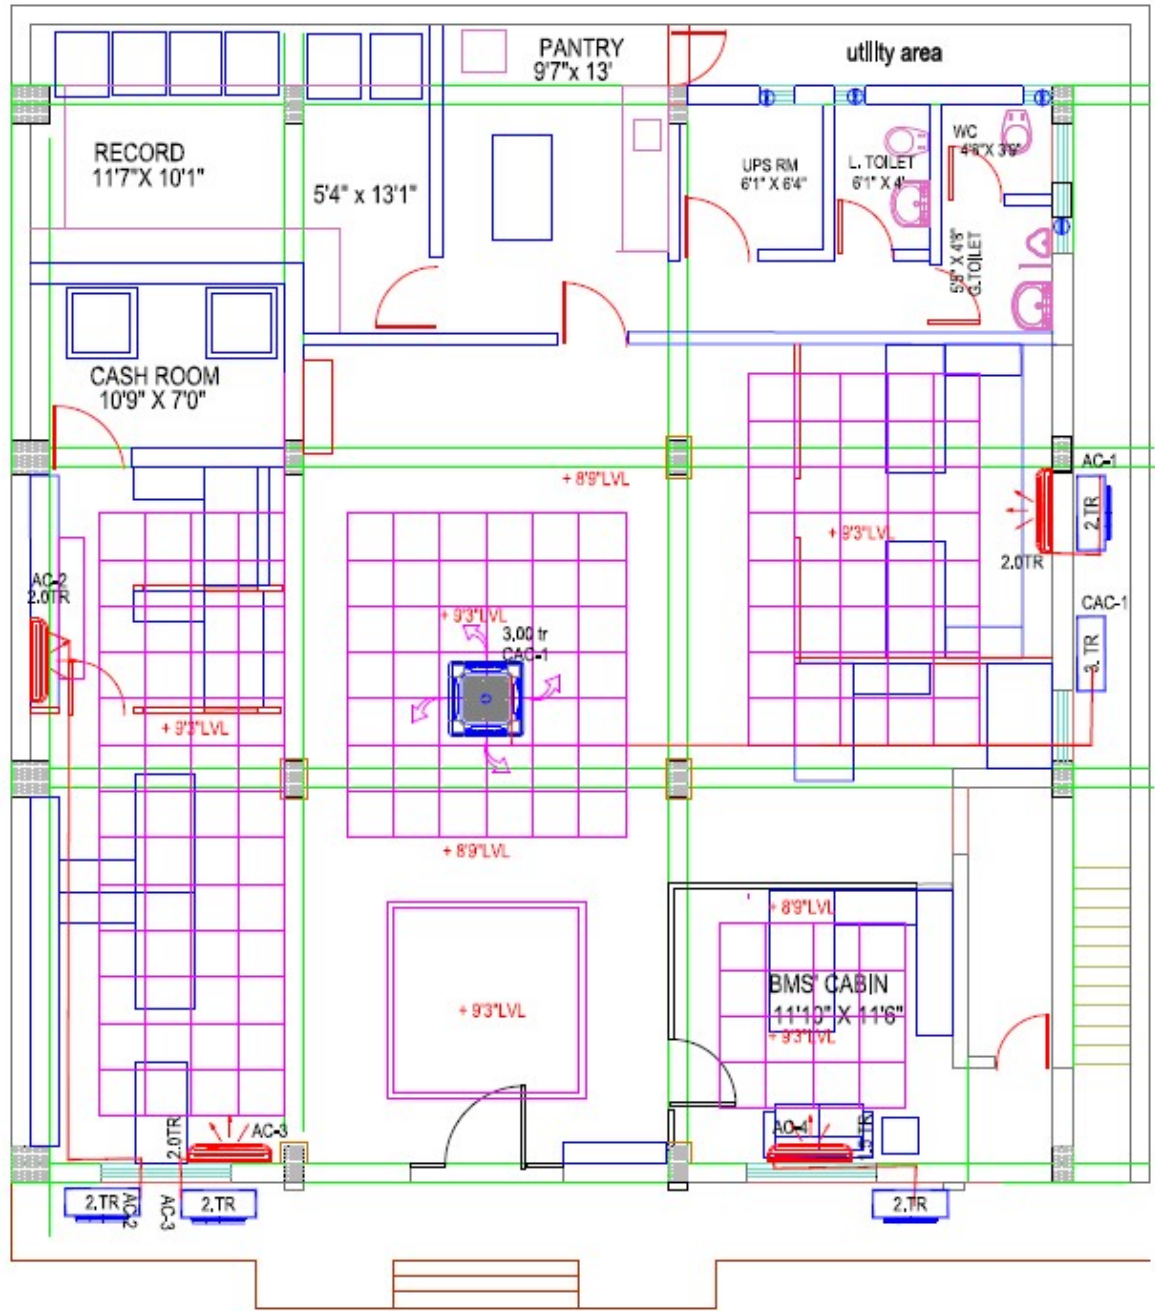 PANTRY
9'7"x 13'
utility area
RECORD
11'7"X 10'1"
5'4" x 13'1"
UPS RM
6'1" X 6'4"
L. TOILET
6'1" X 4'
WC
4'8"X 3'9"
G.TOILET
CASH ROOM
10'9" X 7'0"
+ 8'9"LVL
+ 9'3"LVL
AC-1
2.TR
2.0TR
AC-2
2.0TR
+ 9'3"LVL
3.00 tr
CAC-1
CAC-1
3. TR
+ 9'3"LVL
+ 8'9"LVL
+ 8'9"LVL
BMS' CABIN
11'10" X 11'6"
+ 9'3"LVL
+ 9'3"LVL
2.0TR
AC-3
AC-4
2.TR
AC-2
AC-3
2.TR
2.TR